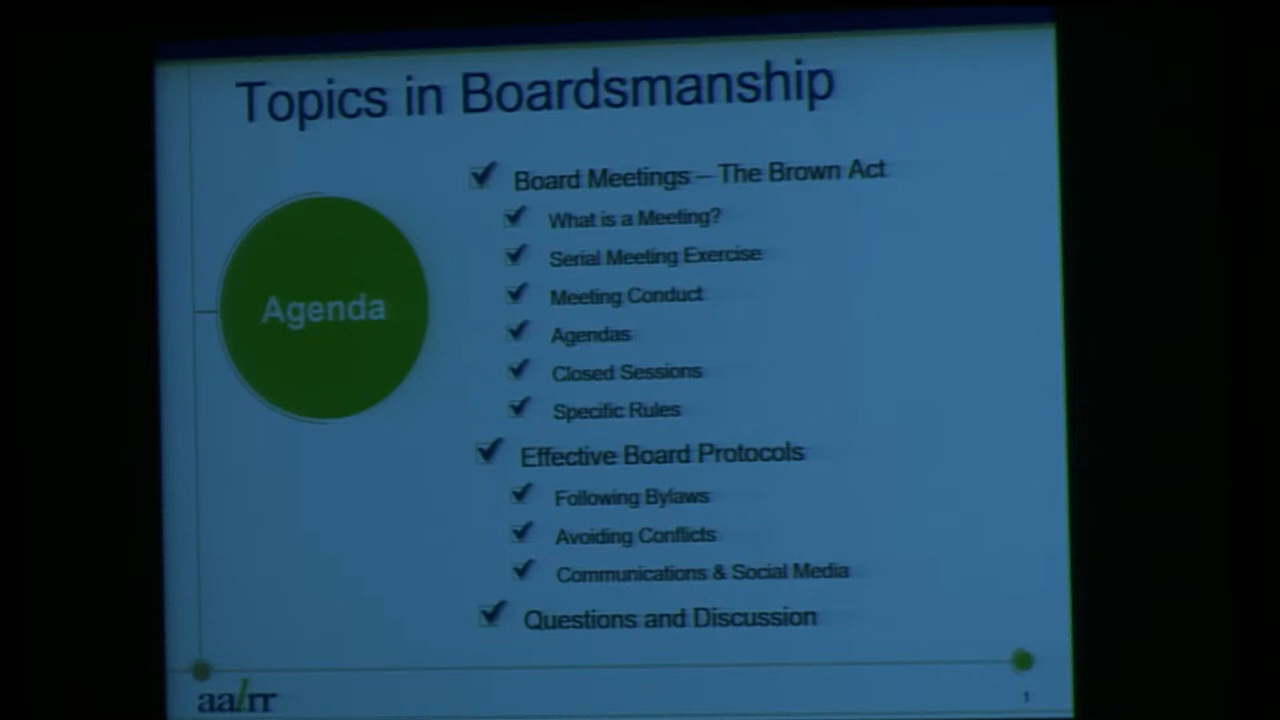 Topics in Boardsmanship
Agenda
Board Meetings – The Brown Act
What is a Meeting?
Serial Meeting Exercise
Meeting Conduct
Agendas
Closed Sessions
Specific Rules
Effective Board Protocols
Following Bylaws
Avoiding Conflicts
Communications & Social Media
Questions and Discussion
aalrr
1